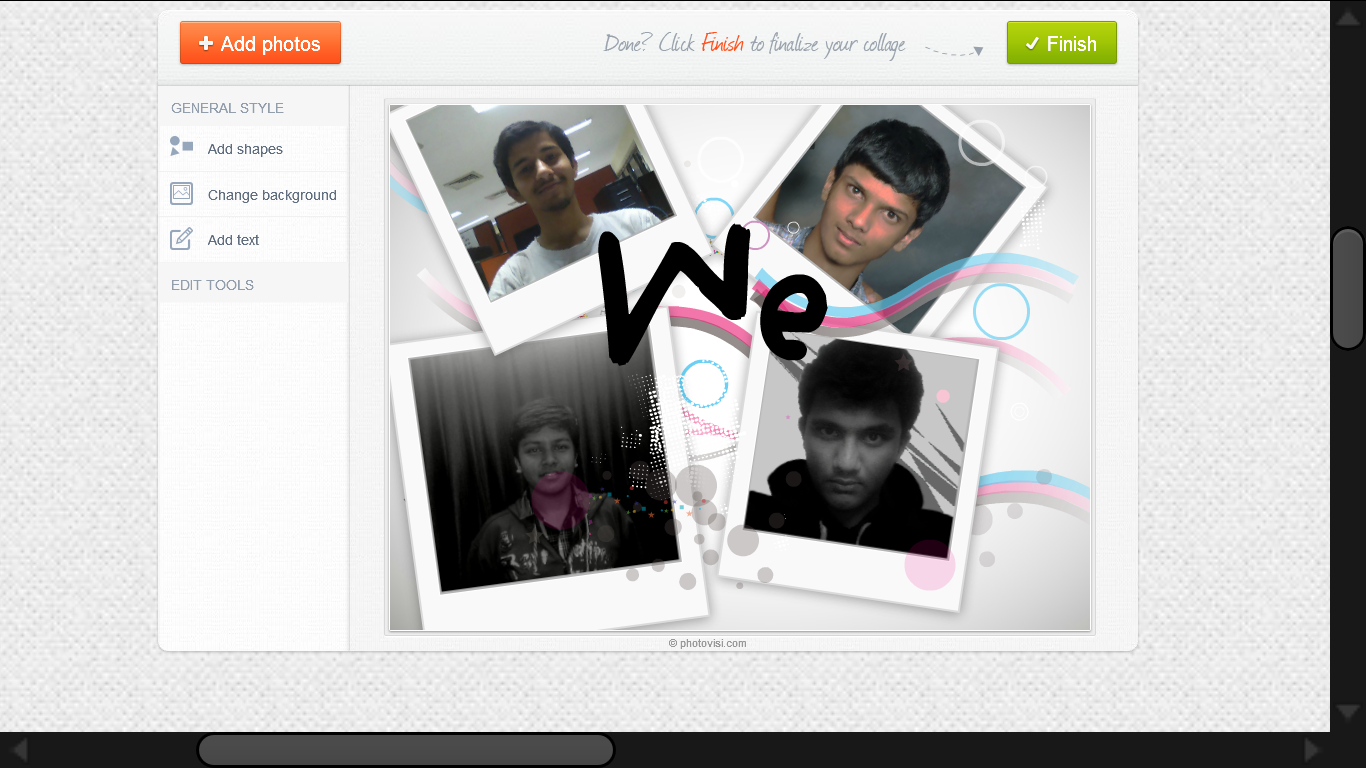 Add photos
Done? Click Finish to finalize your collage
Finish
GENERAL STYLE
Add shapes
Change background
Add text
EDIT TOOLS
We
© photovisi.com